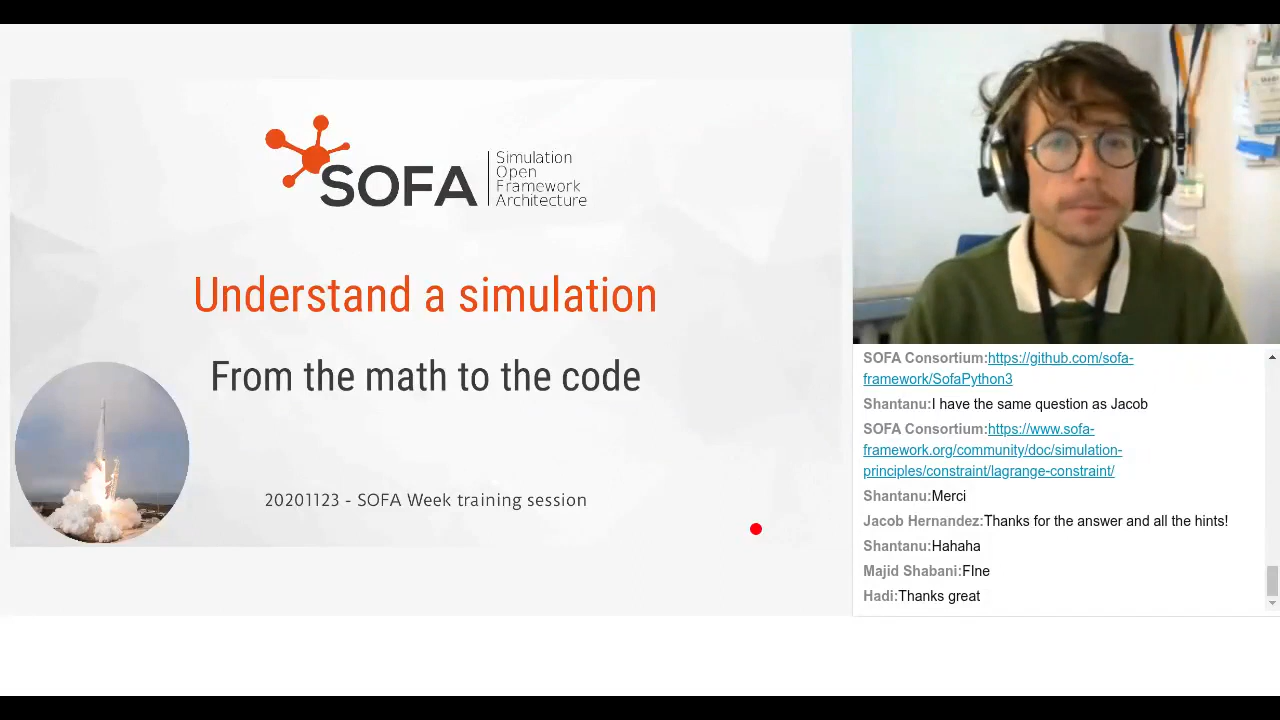 SOFA
Simulation
Open
Framework
Architecture
Understand a simulation
From the math to the code
20201123 - SOFA Week training session
SOFA Consortium:https://github.com/sofa-
framework/SofaPython3
Shantanu:I have the same question as Jacob
SOFA Consortium:https://www.sofa-
framework.org/community/doc/simulation-
principles/constraint/lagrange-constraint/
Shantanu:Merci
Jacob Hernandez:Thanks for the answer and all the hints!
Shantanu:Hahaha
Majid Shabani:FIne
Hadi:Thanks great